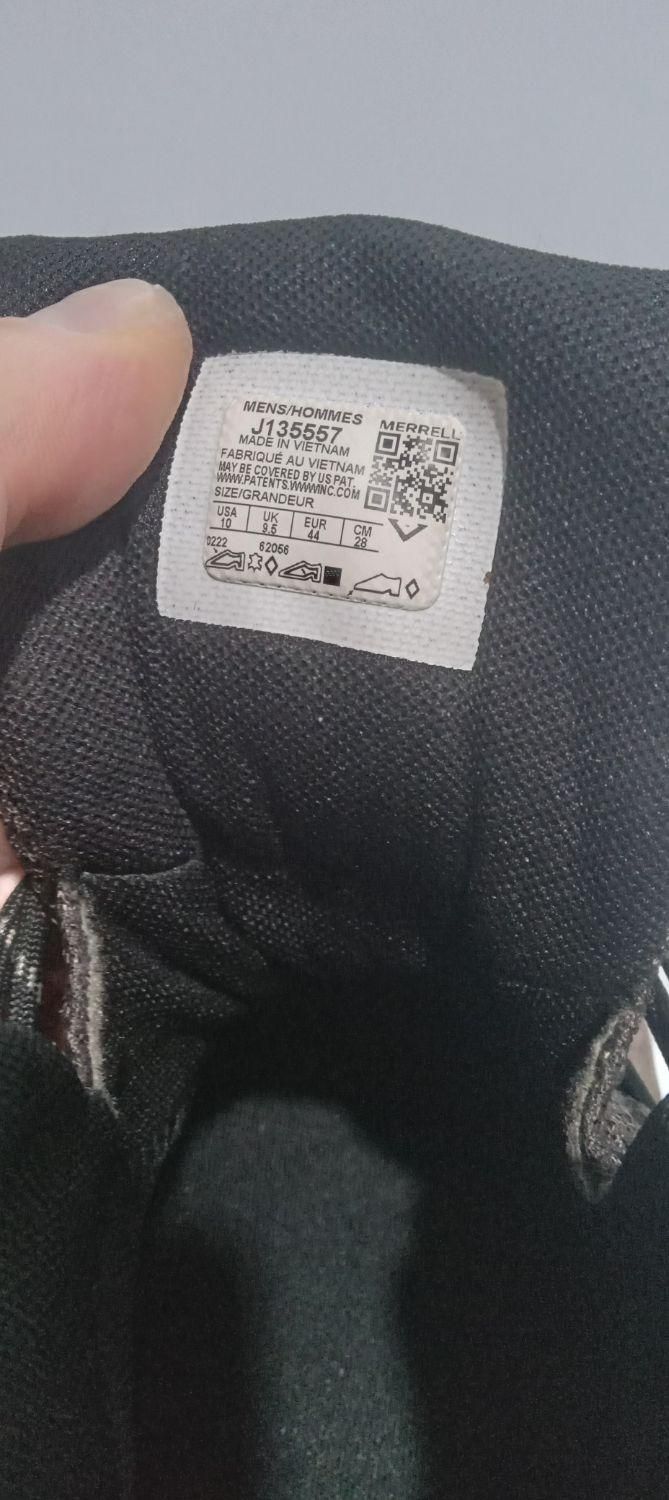 MENS/HOMMES
MERRELL
J135557
MADE IN VIETNAM
FABRIQUÉ AU VIETNAM
MAY BE COVERED BY US PAT.
WWW.PATENTS.WWWINC.COM
SIZE/GRANDEUR
USA UK EUR CM
10 9.5 44 28
0222 62056